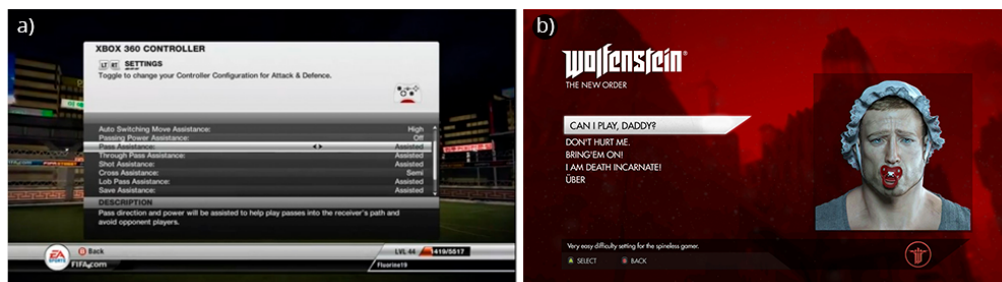 a)
XBOX 360 CONTROLLER
LT RT SETTINGS
Toggle to change your Controller Configuration for Attack & Defence.
Auto Switching Move Assistance: High
Passing Power Assistance: Off
Pass Assistance: Assisted
Through Pass Assistance: Assisted
Shot Assistance: Assisted
Cross Assistance: Semi
Lob Pass Assistance: Assisted
Save Assistance: Assisted
DESCRIPTION
Pass direction and power will be assisted to help play passes into the receiver's path and
avoid opponent players.
EA
SPORTS
Back
FIFA.com
LVL 44
Fluorine19
b)
Wolfenstein®
THE NEW ORDER
CAN I PLAY, DADDY?
DON'T HURT ME.
BRING'EM ON!
I AM DEATH INCARNATE!
ÜBER
Very easy difficulty setting for the spineless gamer.
A SELECT B BACK